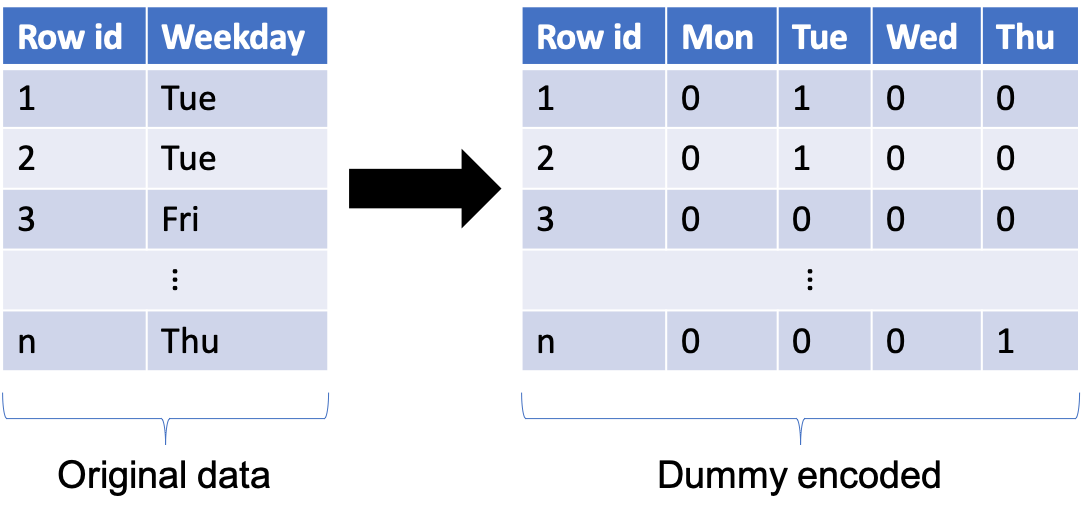 Row id Weekday
1 Tue
2 Tue
3 Fri
⋮
n Thu
Original data
Row id Mon Tue Wed Thu
1 0 1 0 0
2 0 1 0 0
3 0 0 0 0
⋮
n 0 0 0 1
Dummy encoded